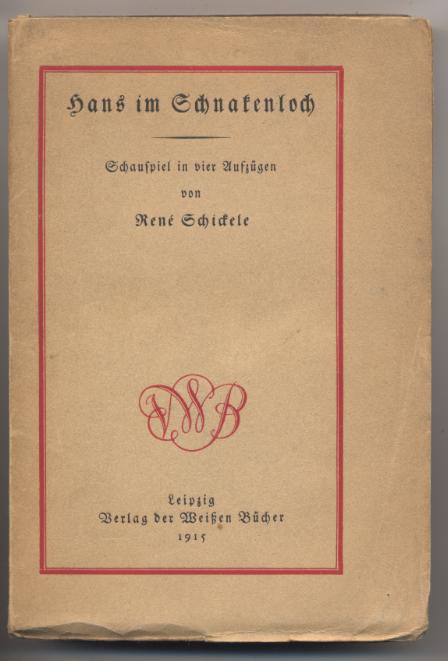 Hans im Schnakenloch
Schauspiel in vier Aufzügen
von
René Schickele
VWB
Leipzig
Verlag der Weißen Bücher
1915